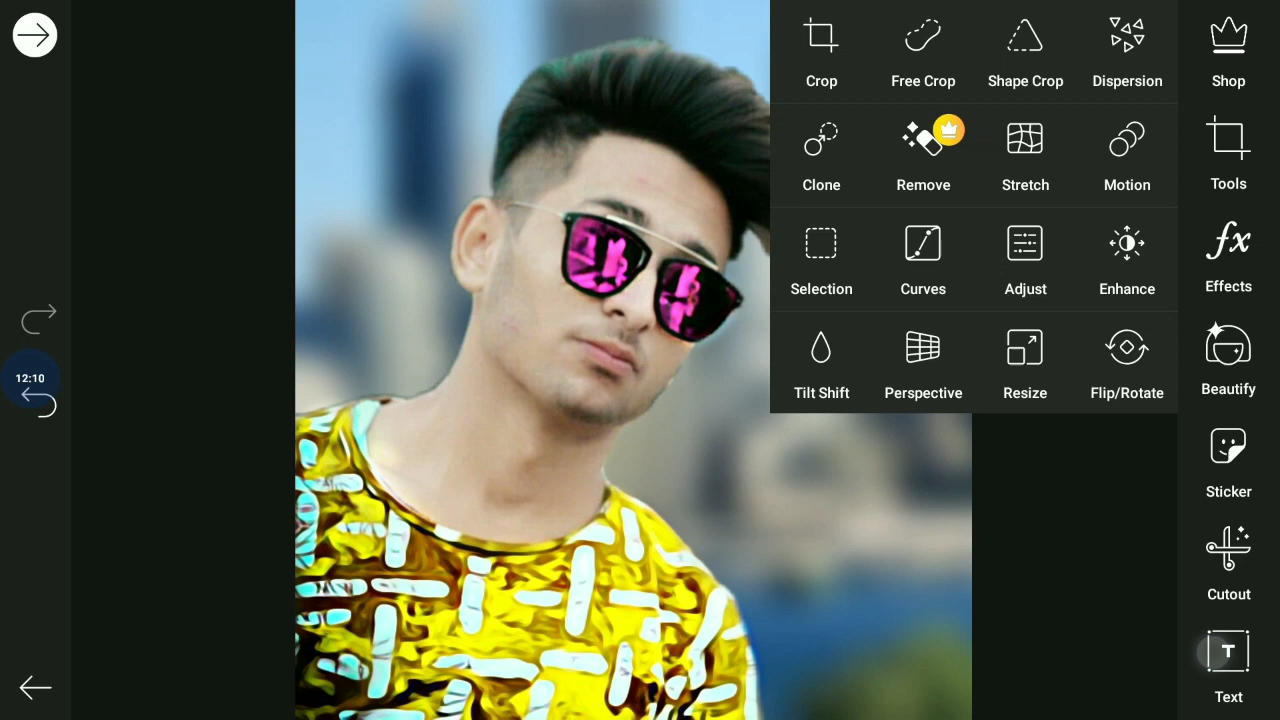 Crop
Free Crop
Shape Crop
Dispersion
Clone
Remove
Stretch
Motion
Selection
Curves
Adjust
Enhance
Tilt Shift
Perspective
Resize
Flip/Rotate
Shop
Tools
fx
Effects
Beautify
Sticker
Cutout
T
Text
12:10